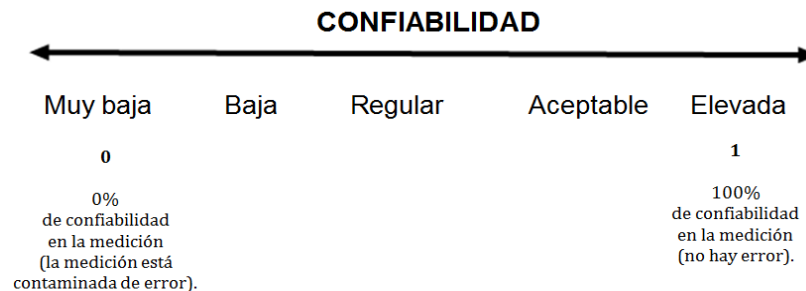 CONFIABILIDAD
Muy baja Baja Regular Aceptable Elevada
0
0%
de confiabilidad
en la medición
(la medición está
contaminada de error).
1
100%
de confiabilidad
en la medición
(no hay error).